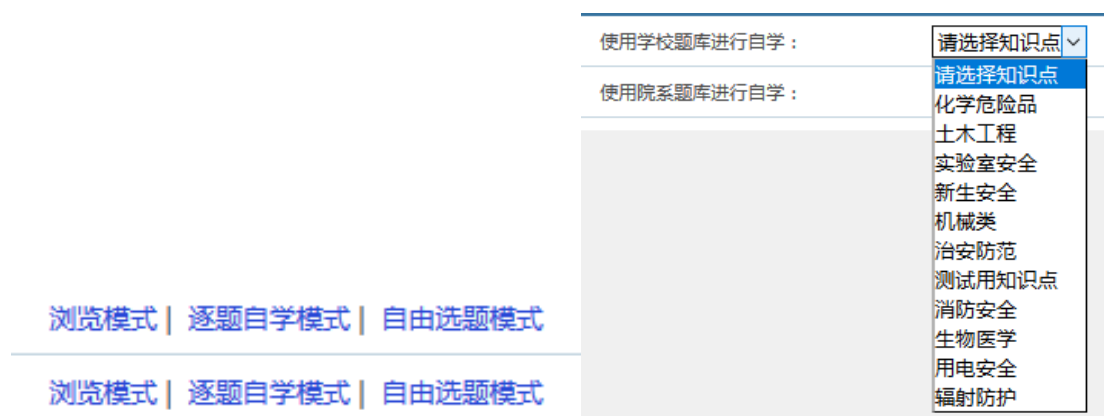 使用学校题库进行自学：
请选择知识点
请选择知识点
使用院系题库进行自学：
化学危险品
土木工程
实验室安全
新生安全
机械类
治安防范
测试用知识点
消防安全
生物医学
用电安全
辐射防护
浏览模式| 逐题自学模式| 自由选题模式
浏览模式| 逐题自学模式| 自由选题模式